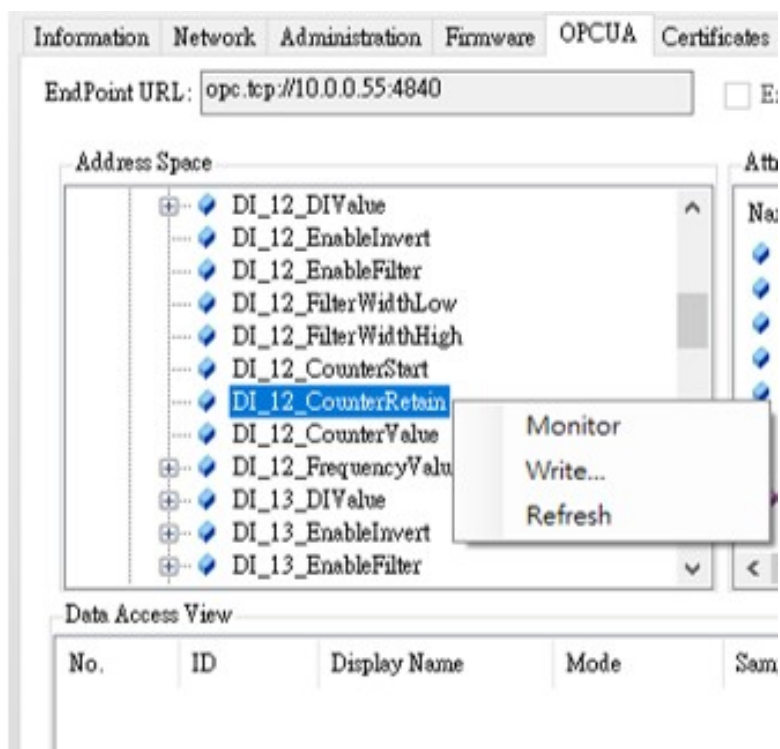 Information Network Administration Firmware OPCUA Certificates
EndPoint URL: opc.tcp://10.0.0.55:4840
Address Space
DI_12_DIValue
DI_12_EnableInvert
DI_12_EnableFilter
DI_12_FilterWidthLow
DI_12_FilterWidthHigh
DI_12_CounterStart
DI_12_CounterRetain
DI_12_CounterValue
DI_12_FrequencyValu
DI_13_DIValue
DI_13_EnableInvert
DI_13_EnableFilter
Monitor
Write...
Refresh
Data Access View
No. ID Display Name Mode